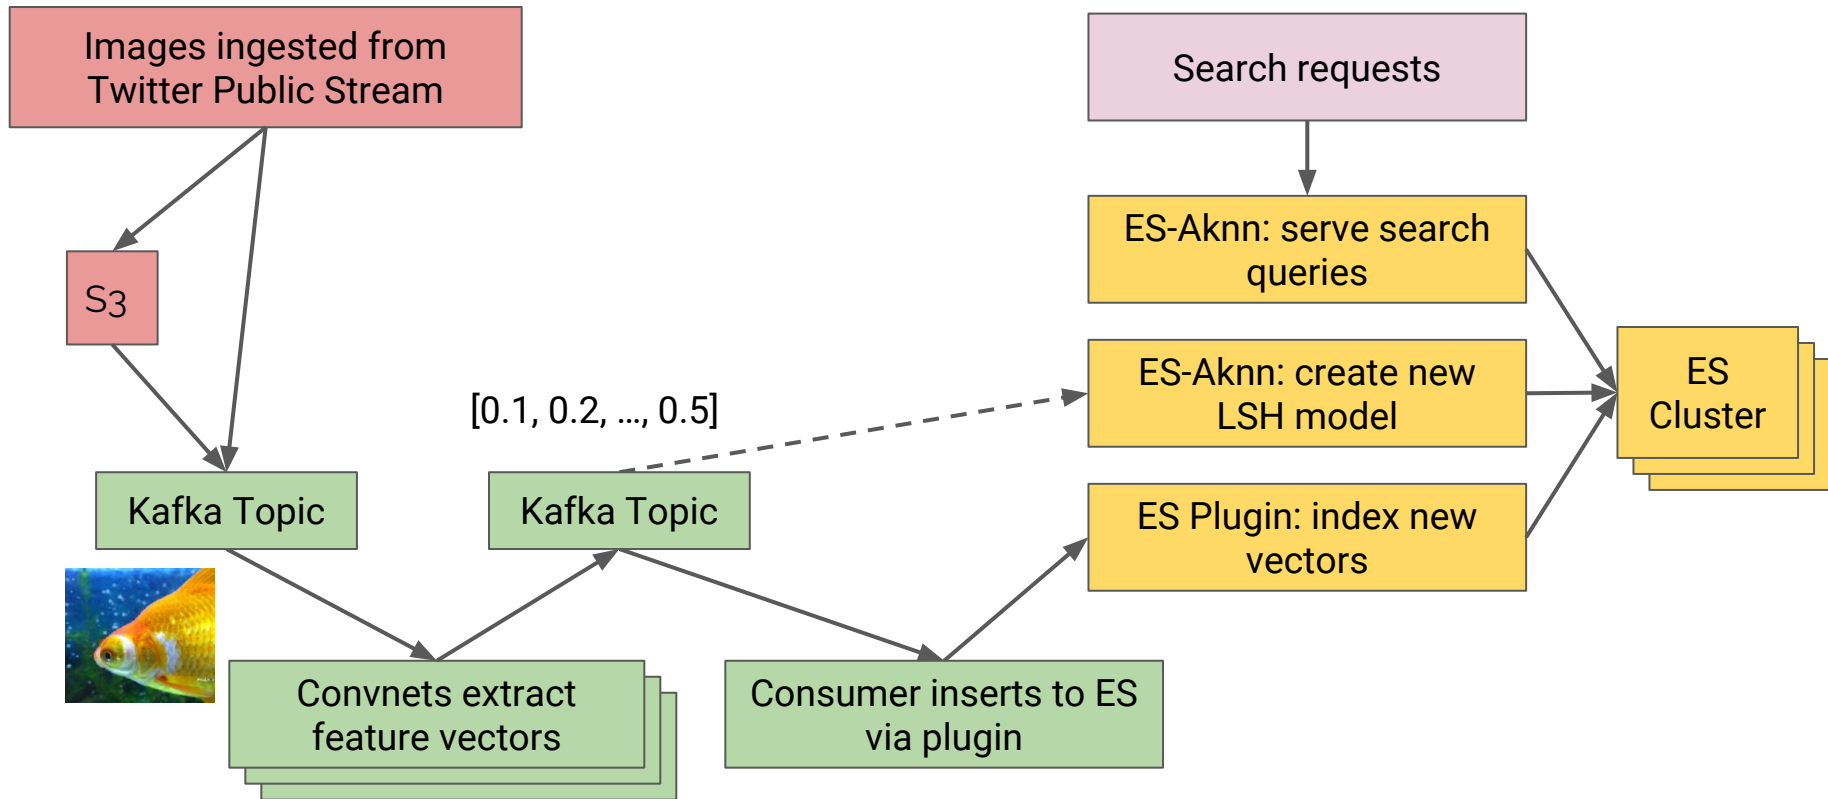 Images ingested from
Twitter Public Stream
Search requests
S3
ES-Aknn: serve search
queries
[0.1, 0.2, ..., 0.5]
ES-Aknn: create new
LSH model
ES
Cluster
Kafka Topic
Kafka Topic
ES Plugin: index new
vectors
Convnets extract
feature vectors
Consumer inserts to ES
via plugin